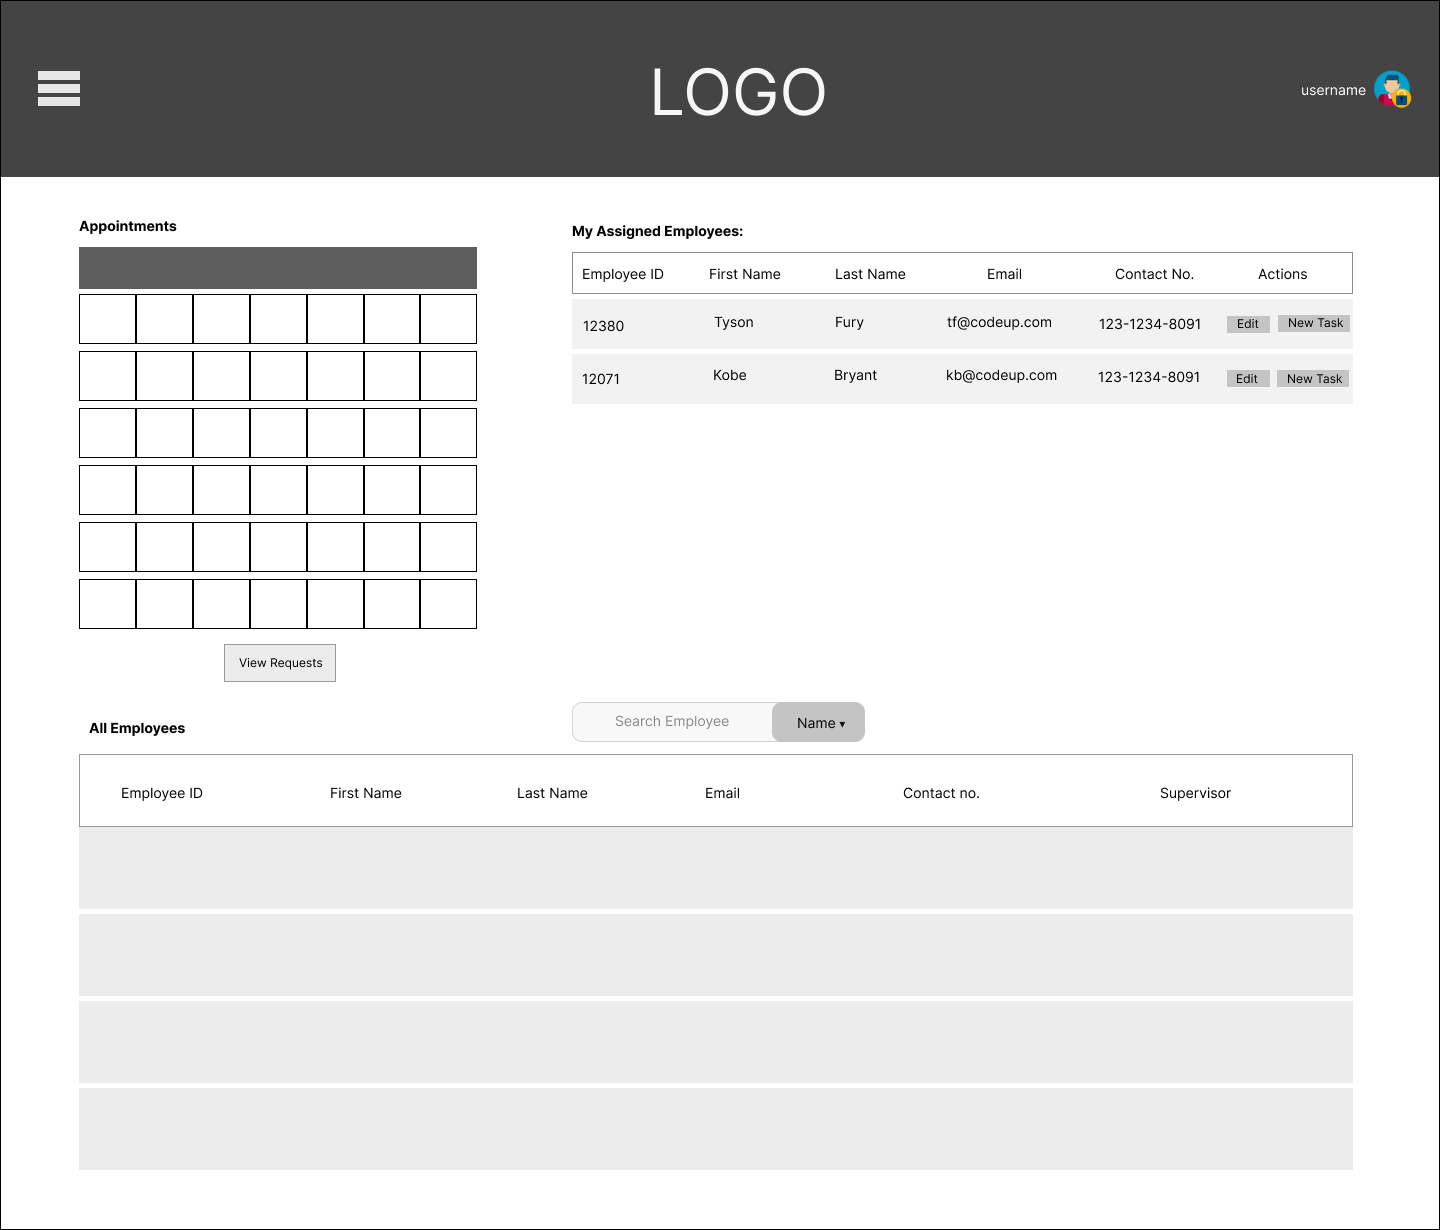 LOGO
username
Appointments
View Requests
My Assigned Employees:
Employee ID First Name Last Name Email Contact No. Actions
12380 Tyson Fury tf@codeup.com 123-1234-8091 Edit New Task
12071 Kobe Bryant kb@codeup.com 123-1234-8091 Edit New Task
All Employees
Search Employee Name ▾
Employee ID First Name Last Name Email Contact no. Supervisor